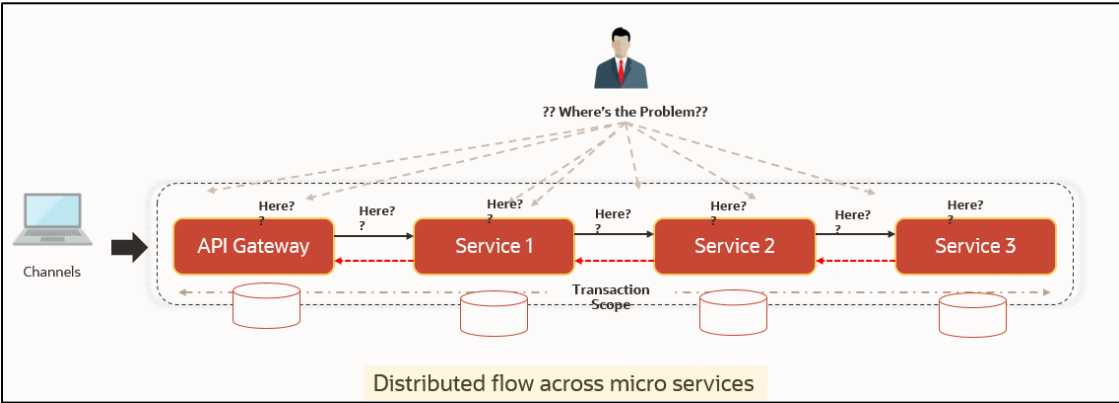 ?? Where's the Problem??
Here?
?
Here?
?
Here?
?
Here?
?
Here?
?
Here?
?
Here?
?
API Gateway
Service 1
Service 2
Service 3
Channels
Transaction
Scope
Distributed flow across micro services